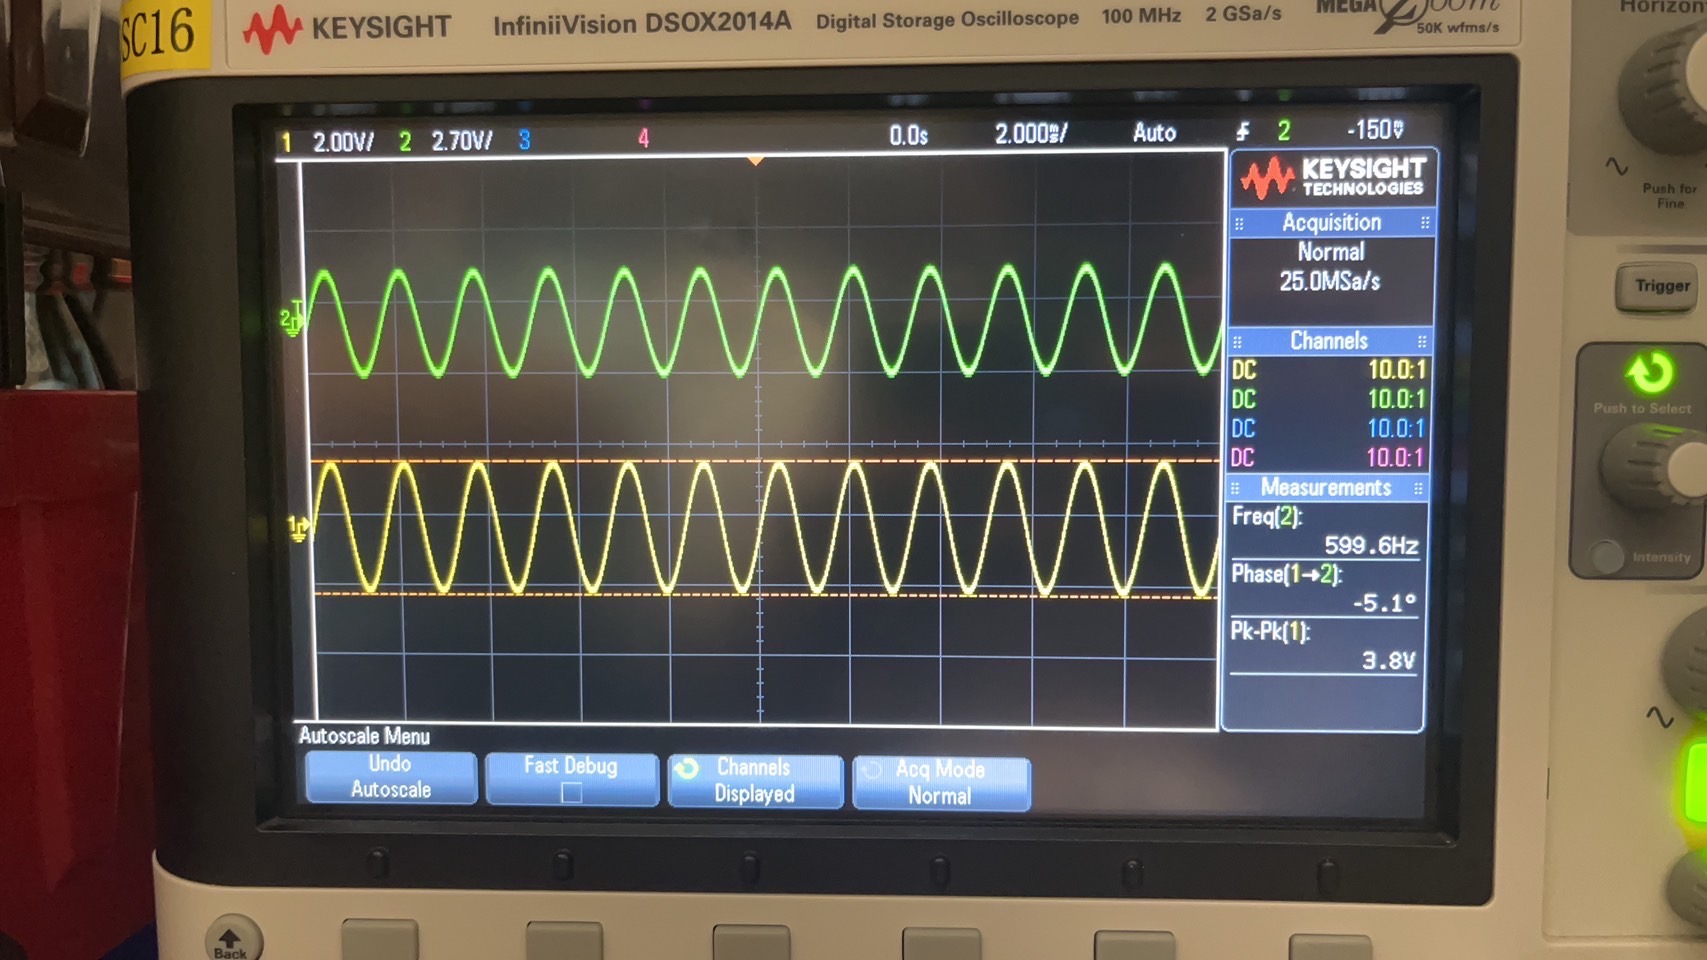 SC16
KEYSIGHT InfiniiVision DSOX2014A Digital Storage Oscilloscope 100 MHz 2 GSa/s MEGA Zoom
50K wfms/s
Horizon
1 2.00V/ 2 2.70V/ 3 4 0.0s 2.000ms/ Auto 2 -150mV
KEYSIGHT
TECHNOLOGIES
Acquisition
Normal
25.0MSa/s
Channels
DC 10.0:1
DC 10.0:1
DC 10.0:1
DC 10.0:1
Measurements
Freq(2):
599.6Hz
Phase(1→2):
-5.1°
Pk-Pk(1):
3.8V
2
1
Autoscale Menu
Undo
Autoscale
Fast Debug
Channels
Displayed
Acq Mode
Normal
Back
Push for
Fine
Trigger
Push to Select
Intensity